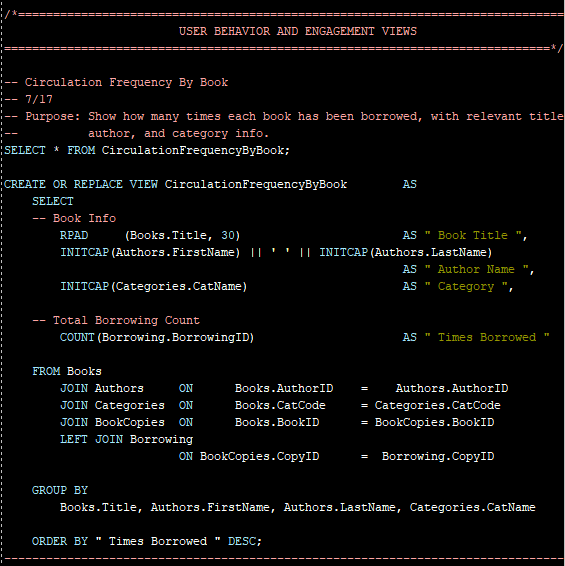 /*==============================================================================
USER BEHAVIOR AND ENGAGEMENT VIEWS
==============================================================================*/
-- Circulation Frequency By Book
-- 7/17
-- Purpose: Show how many times each book has been borrowed, with relevant title
-- author, and category info.
SELECT * FROM CirculationFrequencyByBook;
CREATE OR REPLACE VIEW CirculationFrequencyByBook AS
SELECT
-- Book Info
RPAD (Books.Title, 30) AS " Book Title ",
INITCAP(Authors.FirstName) || ' ' || INITCAP(Authors.LastName)
AS " Author Name ",
INITCAP(Categories.CatName) AS " Category ",
-- Total Borrowing Count
COUNT(Borrowing.BorrowingID) AS " Times Borrowed "
FROM Books
JOIN Authors ON Books.AuthorID = Authors.AuthorID
JOIN Categories ON Books.CatCode = Categories.CatCode
JOIN BookCopies ON Books.BookID = BookCopies.BookID
LEFT JOIN Borrowing
ON BookCopies.CopyID = Borrowing.CopyID
GROUP BY
Books.Title, Authors.FirstName, Authors.LastName, Categories.CatName
ORDER BY " Times Borrowed " DESC;
--------------------------------------------------------------------------------